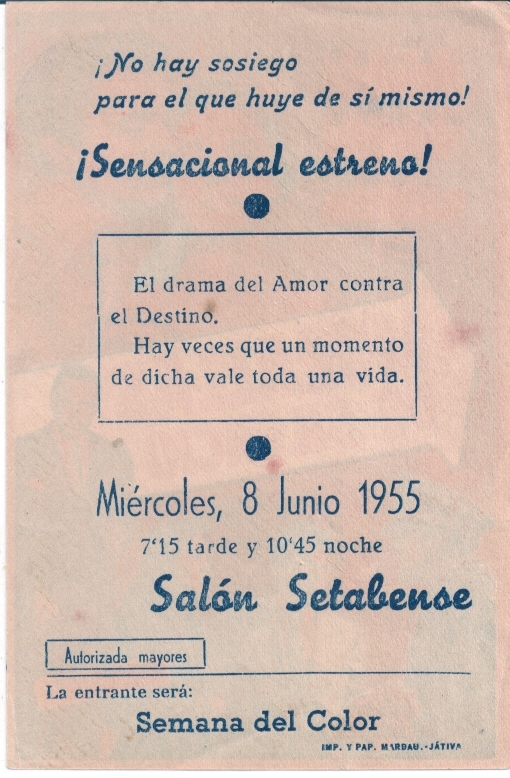 ¡No hay sosiego
para el que huye de sí mismo!
¡Sensacional estreno!
El drama del Amor contra
el Destino.
Hay veces que un momento
de dicha vale toda una vida.
Miércoles, 8 Junio 1955
7'15 tarde y 10'45 noche
Salón Setabense
Autorizada mayores
La entrante será:
Semana del Color
IMP. Y PAP. MARBAU.-JÁTIVA